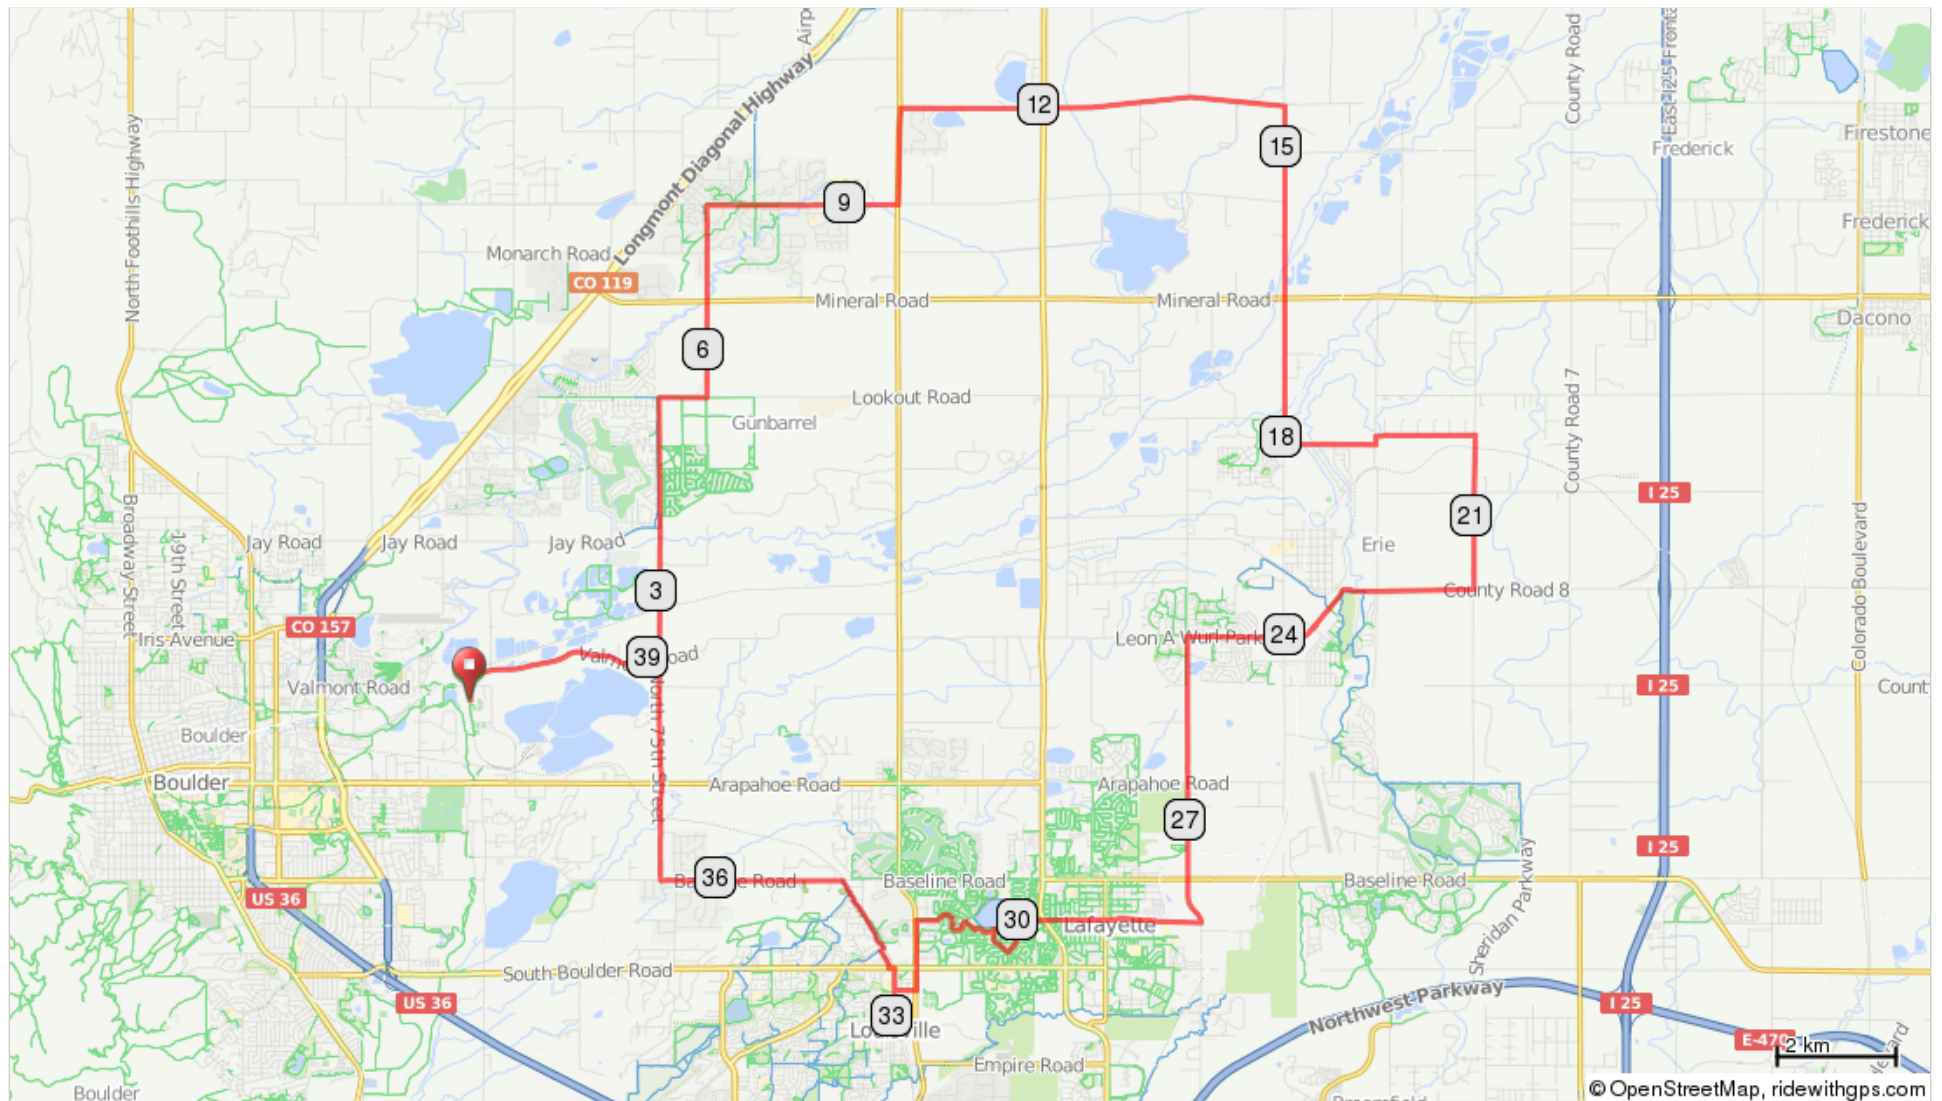 County Road
East I25 Fronta
Airp
12
Firestone
15
Frederick
North Foothills Highway
Longmont Diagonal Highway
9
Frederick
Monarch Road
CO 119
Mineral Road
Mineral Road
Dacono
6
Lookout Road
County Road 7
Gunbarrel
18
I 25
Broadway Street
21
19th Street
Jay Road
Jay Road
Jay Road
Erie
Colorado Boulevard
3
County Road 8
CO 157
Iris Avenue
Leon A Wurl Park
24
39
Valmont Road
I 25
Count
North 75th Street
Boulder
Boulder
Arapahoe Road
Arapahoe Road
27
I 25
36
Baseline Road
Baseline Road
Sheridan Parkway
US 36
30
Lafayette
South Boulder Road
US 36
Northwest Parkway
I 25
33
Louisville
E-470
2 km
Empire Road
Boulder
© OpenStreetMap, ridewithgps.com